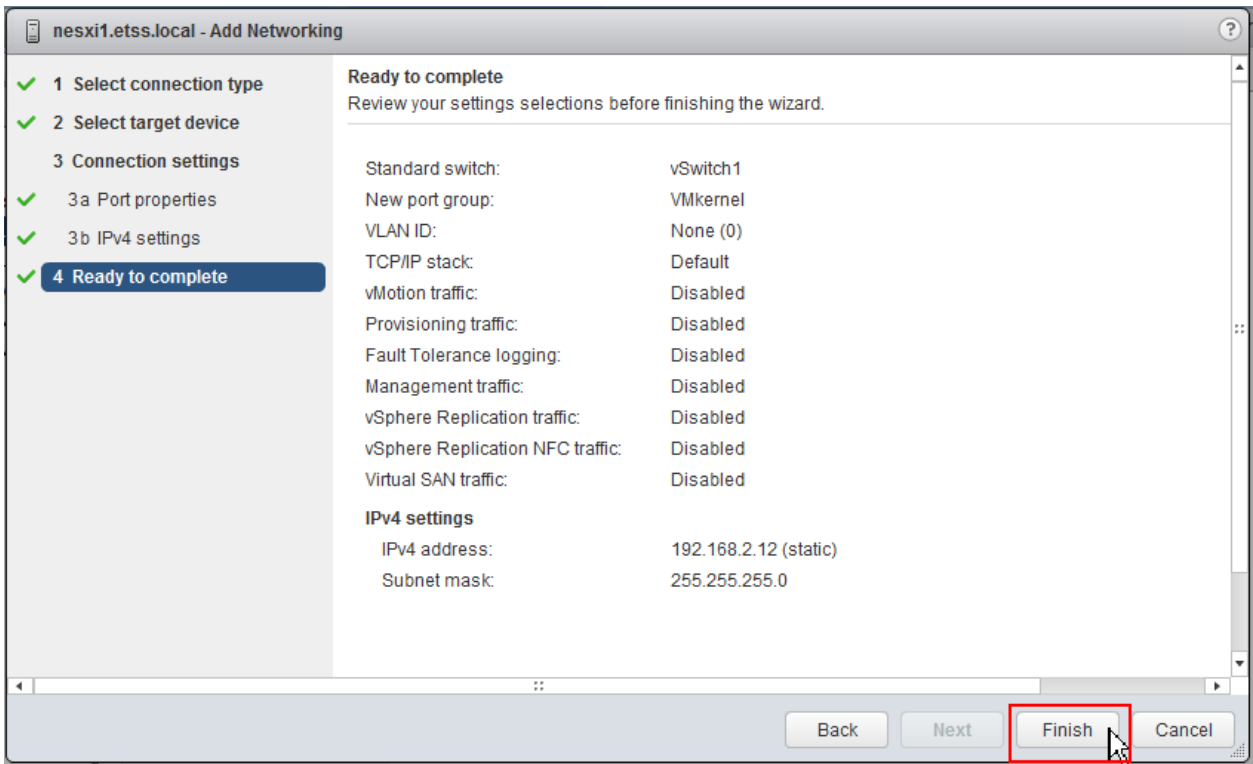 nesxi1.etss.local - Add Networking
?
1 Select connection type
2 Select target device
3 Connection settings
3a Port properties
3b IPv4 settings
4 Ready to complete
Ready to complete
Review your settings selections before finishing the wizard.
Standard switch: vSwitch1
New port group: VMkernel
VLAN ID: None (0)
TCP/IP stack: Default
vMotion traffic: Disabled
Provisioning traffic: Disabled
Fault Tolerance logging: Disabled
Management traffic: Disabled
vSphere Replication traffic: Disabled
vSphere Replication NFC traffic: Disabled
Virtual SAN traffic: Disabled
IPv4 settings
IPv4 address: 192.168.2.12 (static)
Subnet mask: 255.255.255.0
Back Next Finish Cancel